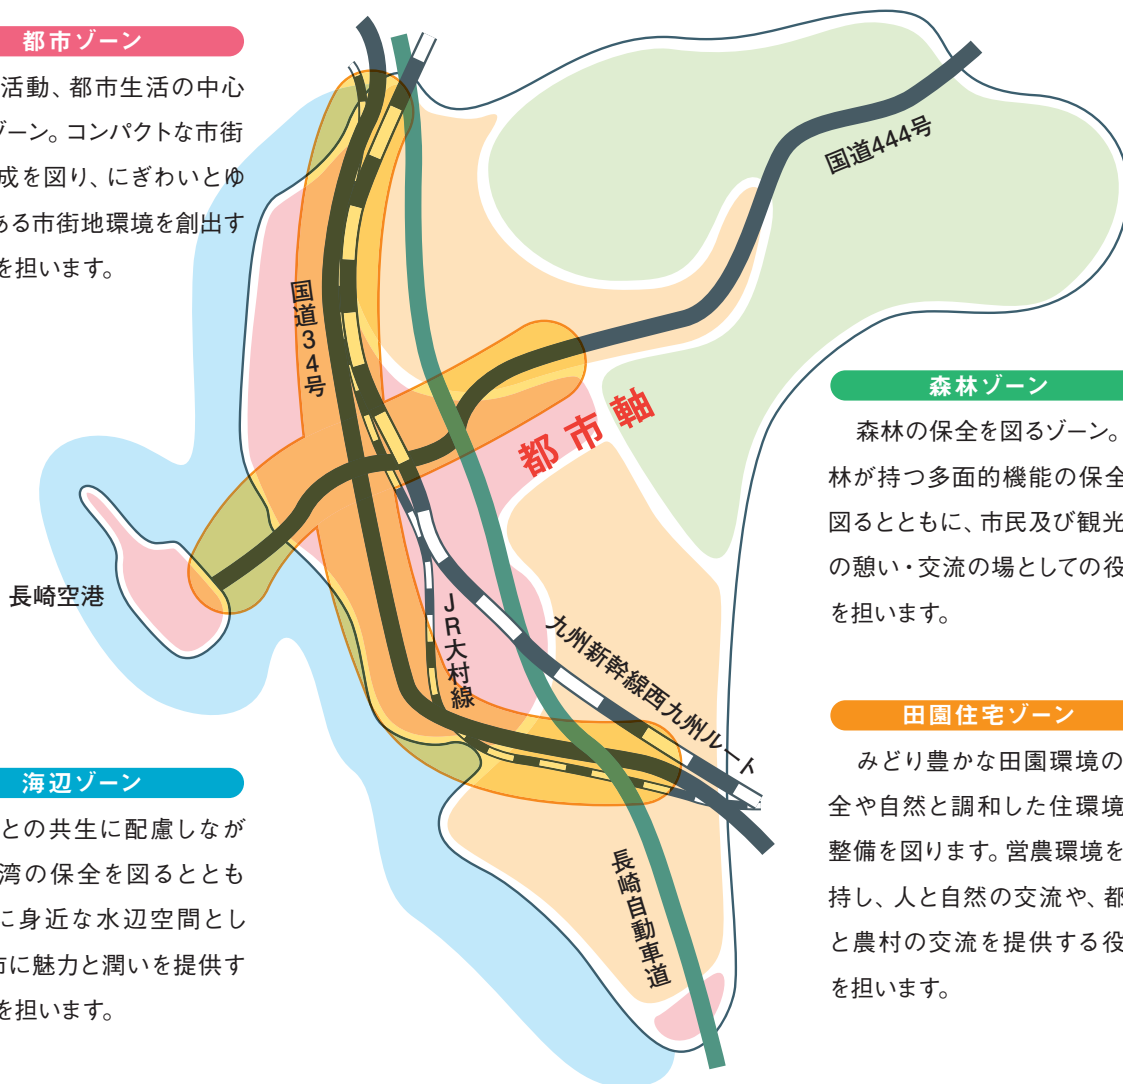 都市ゾーン
活動、都市生活の中心
ゾーン。コンパクトな市街
成を図り、にぎわいとゆ
ある市街地環境を創出す
を担います。
国道444号
国道34号
都市軸
森林ゾーン
森林の保全を図るゾーン。
林が持つ多面的機能の保全
図るとともに、市民及び観光
の憩い・交流の場としての役
を担います。
長崎空港
JR大村線
九州新幹線西九州ルート
田園住宅ゾーン
みどり豊かな田園環境の
全や自然と調和した住環境
整備を図ります。営農環境を
持し、人と自然の交流や、都
と農村の交流を提供する役
を担います。
海辺ゾーン
との共生に配慮しなが
湾の保全を図るととも
に身近な水辺空間とし
市に魅力と潤いを提供す
を担います。
長崎自動車道